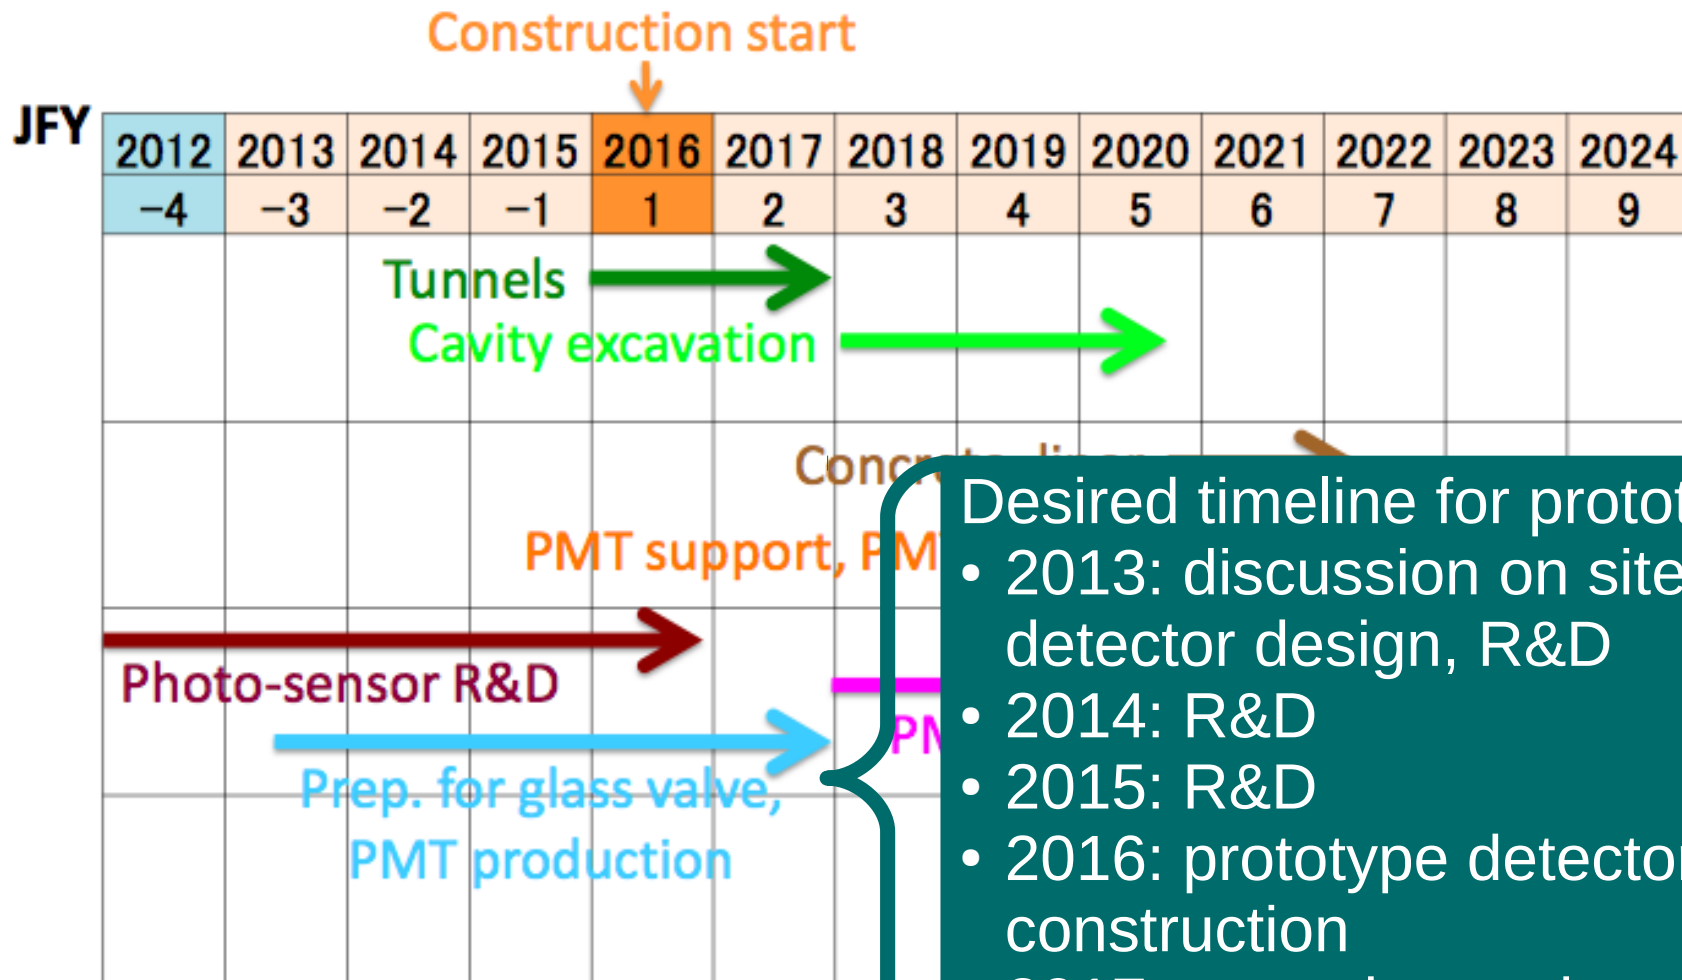 Construction start
JFY
2012 2013 2014 2015 2016 2017 2018 2019 2020 2021 2022 2023 2024
-4 -3 -2 -1 1 2 3 4 5 6 7 8 9
Tunnels
Cavity excavation
PMT support,
Photo-sensor R&D
Prep. for glass valve,
PMT production
Desired timeline for
• 2013: discussion on site
detector design, R&D
• 2014: R&D
• 2015: R&D
• 2016: prototype detector
construction